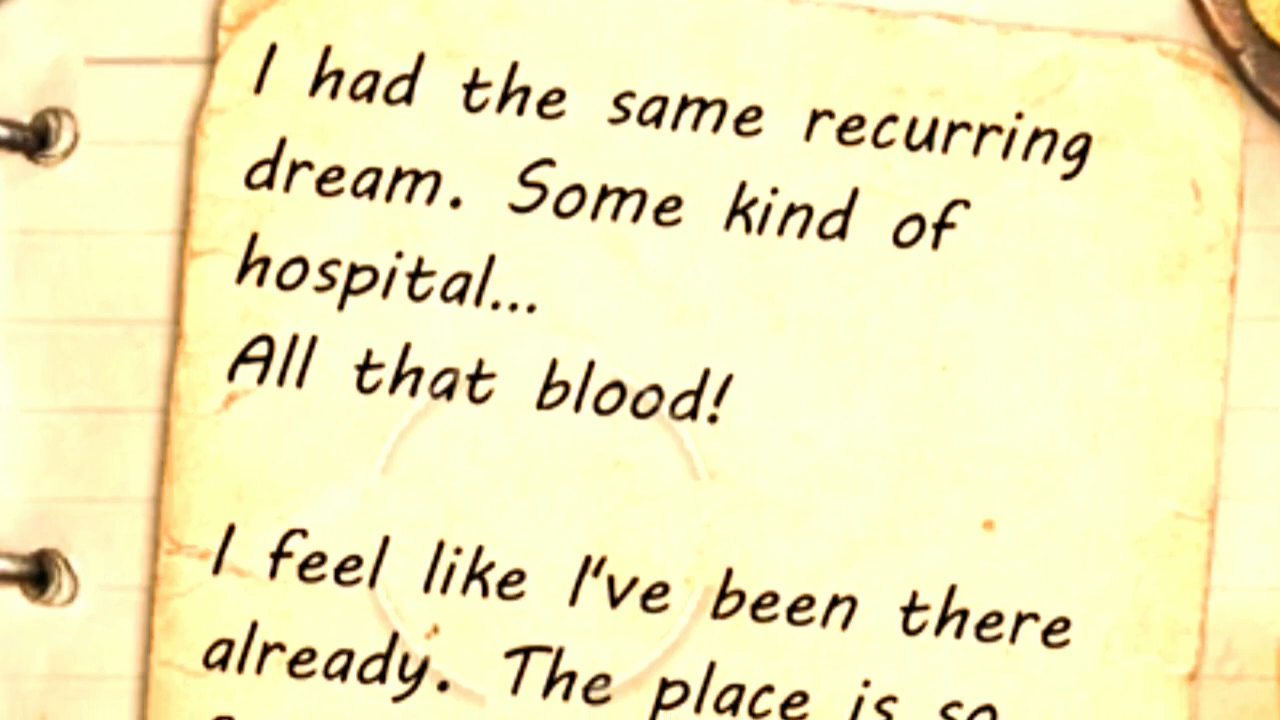 I had the same recurring
dream. Some kind of
hospital...
All that blood!
I feel like I've been there
already. The place is so